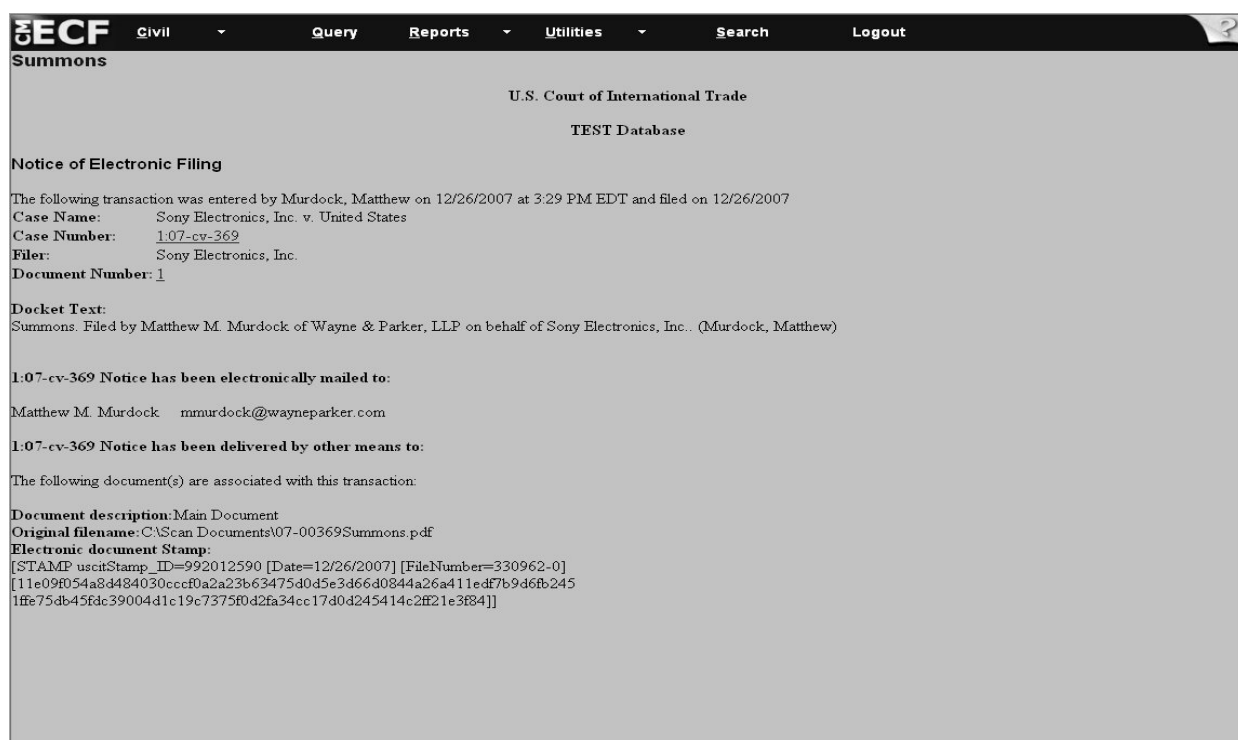 CM ECF Civil Query Reports Utilities Search Logout ?
Summons
U.S. Court of International Trade
TEST Database
Notice of Electronic Filing
The following transaction was entered by Murdock, Matthew on 12/26/2007 at 3:29 PM EDT and filed on 12/26/2007
Case Name: Sony Electronics, Inc. v. United States
Case Number: 1:07-cv-369
Filer: Sony Electronics, Inc.
Document Number: 1
Docket Text:
Summons. Filed by Matthew M. Murdock of Wayne & Parker, LLP on behalf of Sony Electronics, Inc.. (Murdock, Matthew)
1:07-cv-369 Notice has been electronically mailed to:
Matthew M. Murdock mmurdock@wayneparker.com
1:07-cv-369 Notice has been delivered by other means to:
The following document(s) are associated with this transaction:
Document description:Main Document
Original filename:C:\Scan Documents\07-00369Summons.pdf
Electronic document Stamp:
[STAMP uscitStamp_ID=992012590 [Date=12/26/2007] [FileNumber=330962-0]
[11e09f054a8d484030cccf0a2a23b63475d0d5e3d66d0844a26a411edf7b9d6fb245
1ffe75db45fdc39004d1c19c7375f0d2fa34cc17d0d245414c2ff21e3f84]]